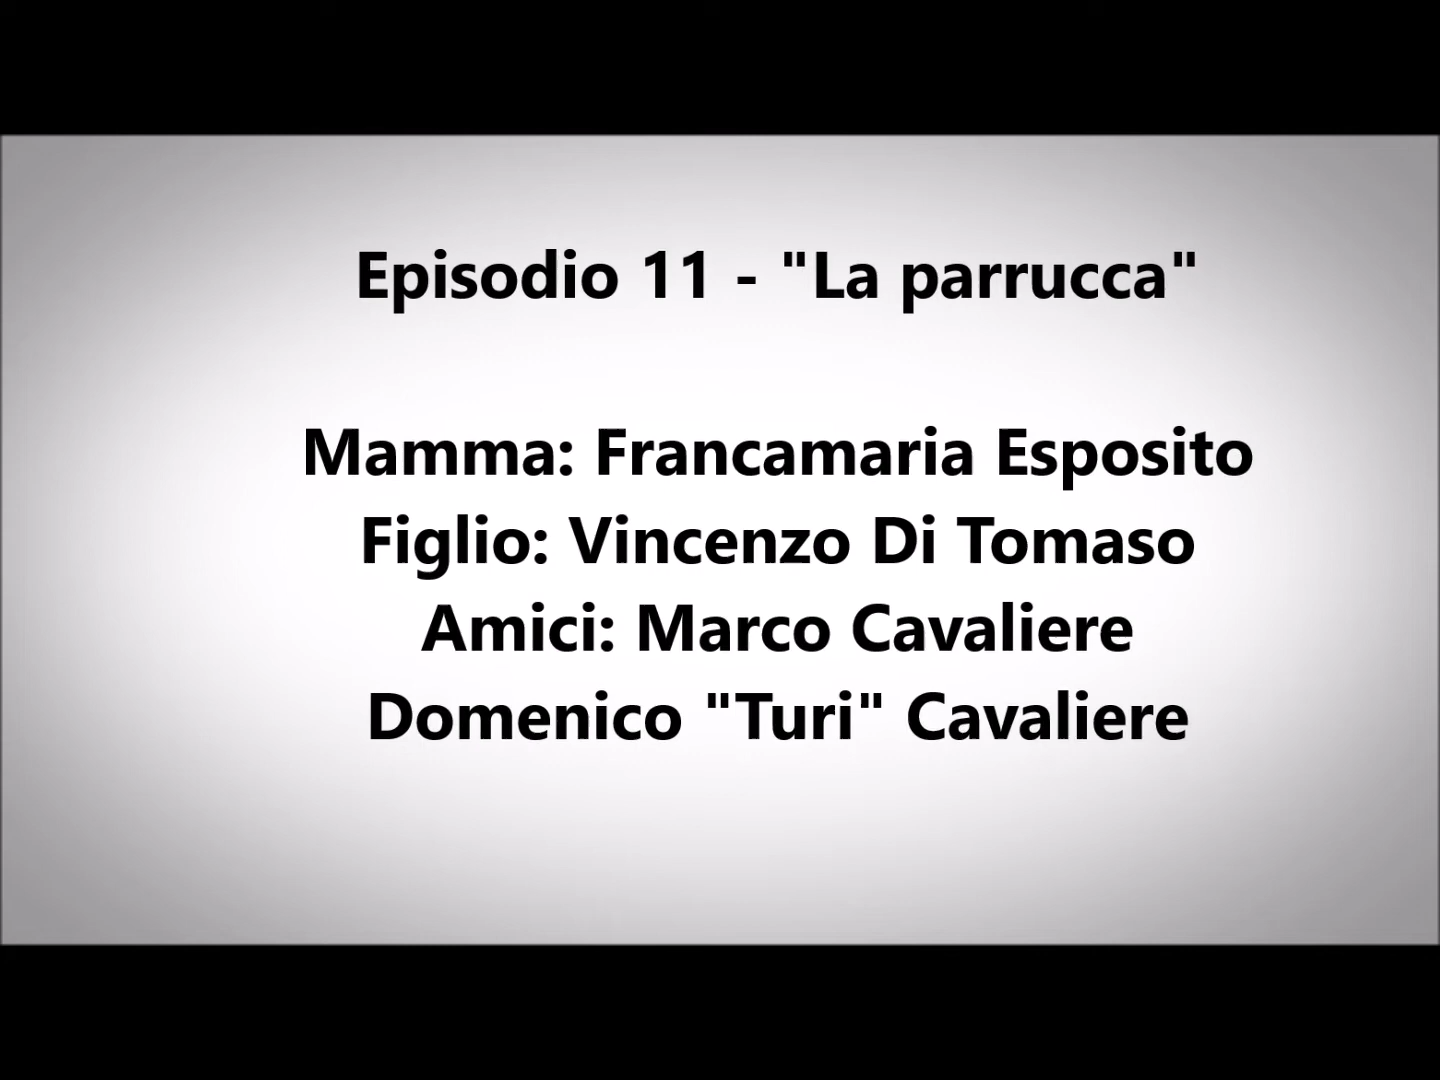 Episodio 11 - "La parrucca"
Mamma: Francamaria Esposito
Figlio: Vincenzo Di Tomaso
Amici: Marco Cavaliere
Domenico "Turi" Cavaliere